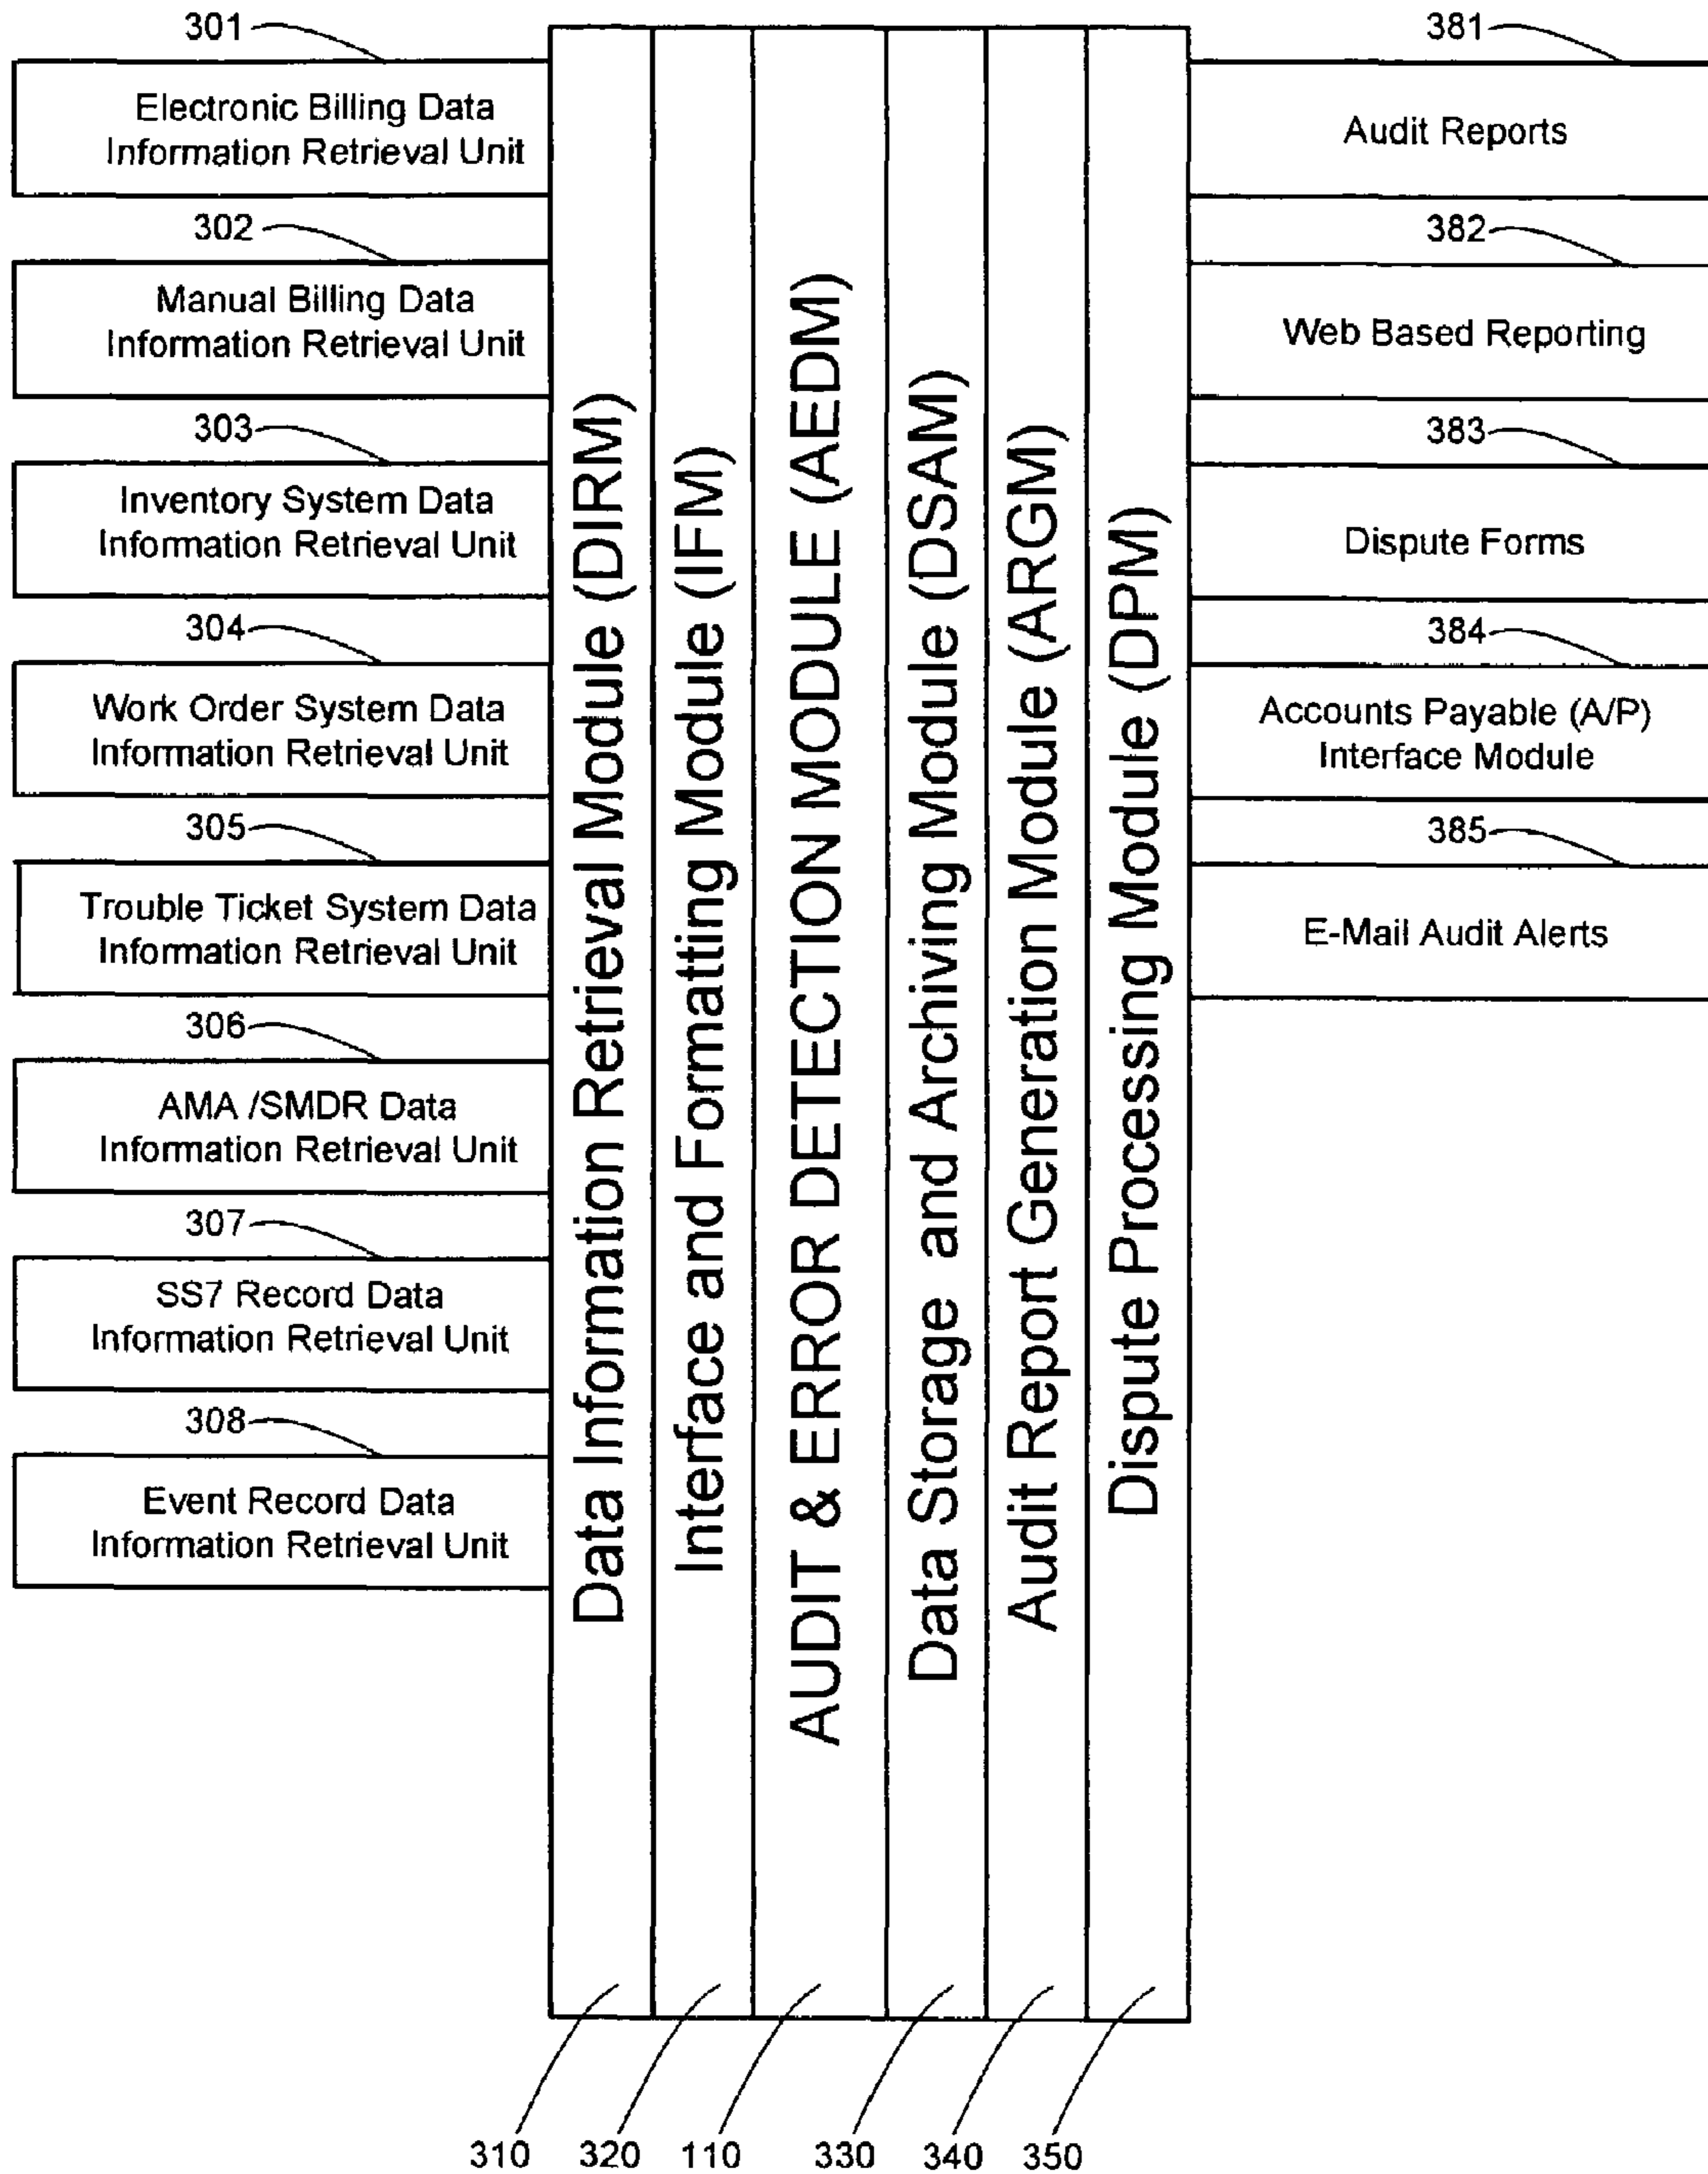 301
Electronic Billing Data
Information Retrieval Unit
302
Manual Billing Data
Information Retrieval Unit
303
Inventory System Data
Information Retrieval Unit
304
Work Order System Data
Information Retrieval Unit
305
Trouble Ticket System Data
Information Retrieval Unit
306
AMA /SMDR Data
Information Retrieval Unit
307
SS7 Record Data
Information Retrieval Unit
308
Event Record Data
Information Retrieval Unit
Data Information Retrieval Module (DIRM)
Interface and Formatting Module (IFM)
AUDIT & ERROR DETECTION MODULE (AEDM)
Data Storage and Archiving Module (DSAM)
Audit Report Generation Module (ARGM)
Dispute Processing Module (DPM)
381
Audit Reports
382
Web Based Reporting
383
Dispute Forms
384
Accounts Payable (A/P)
Interface Module
385
E-Mail Audit Alerts
310 320 110 330 340 350